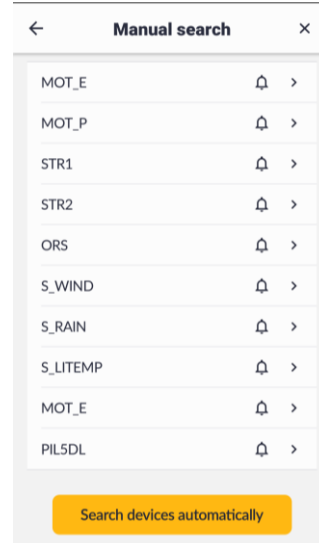 Manual search
MOT_E
MOT_P
STR1
STR2
ORS
S_WIND
S_RAIN
S_LITEMP
MOT_E
PIL5DL
Search devices automatically